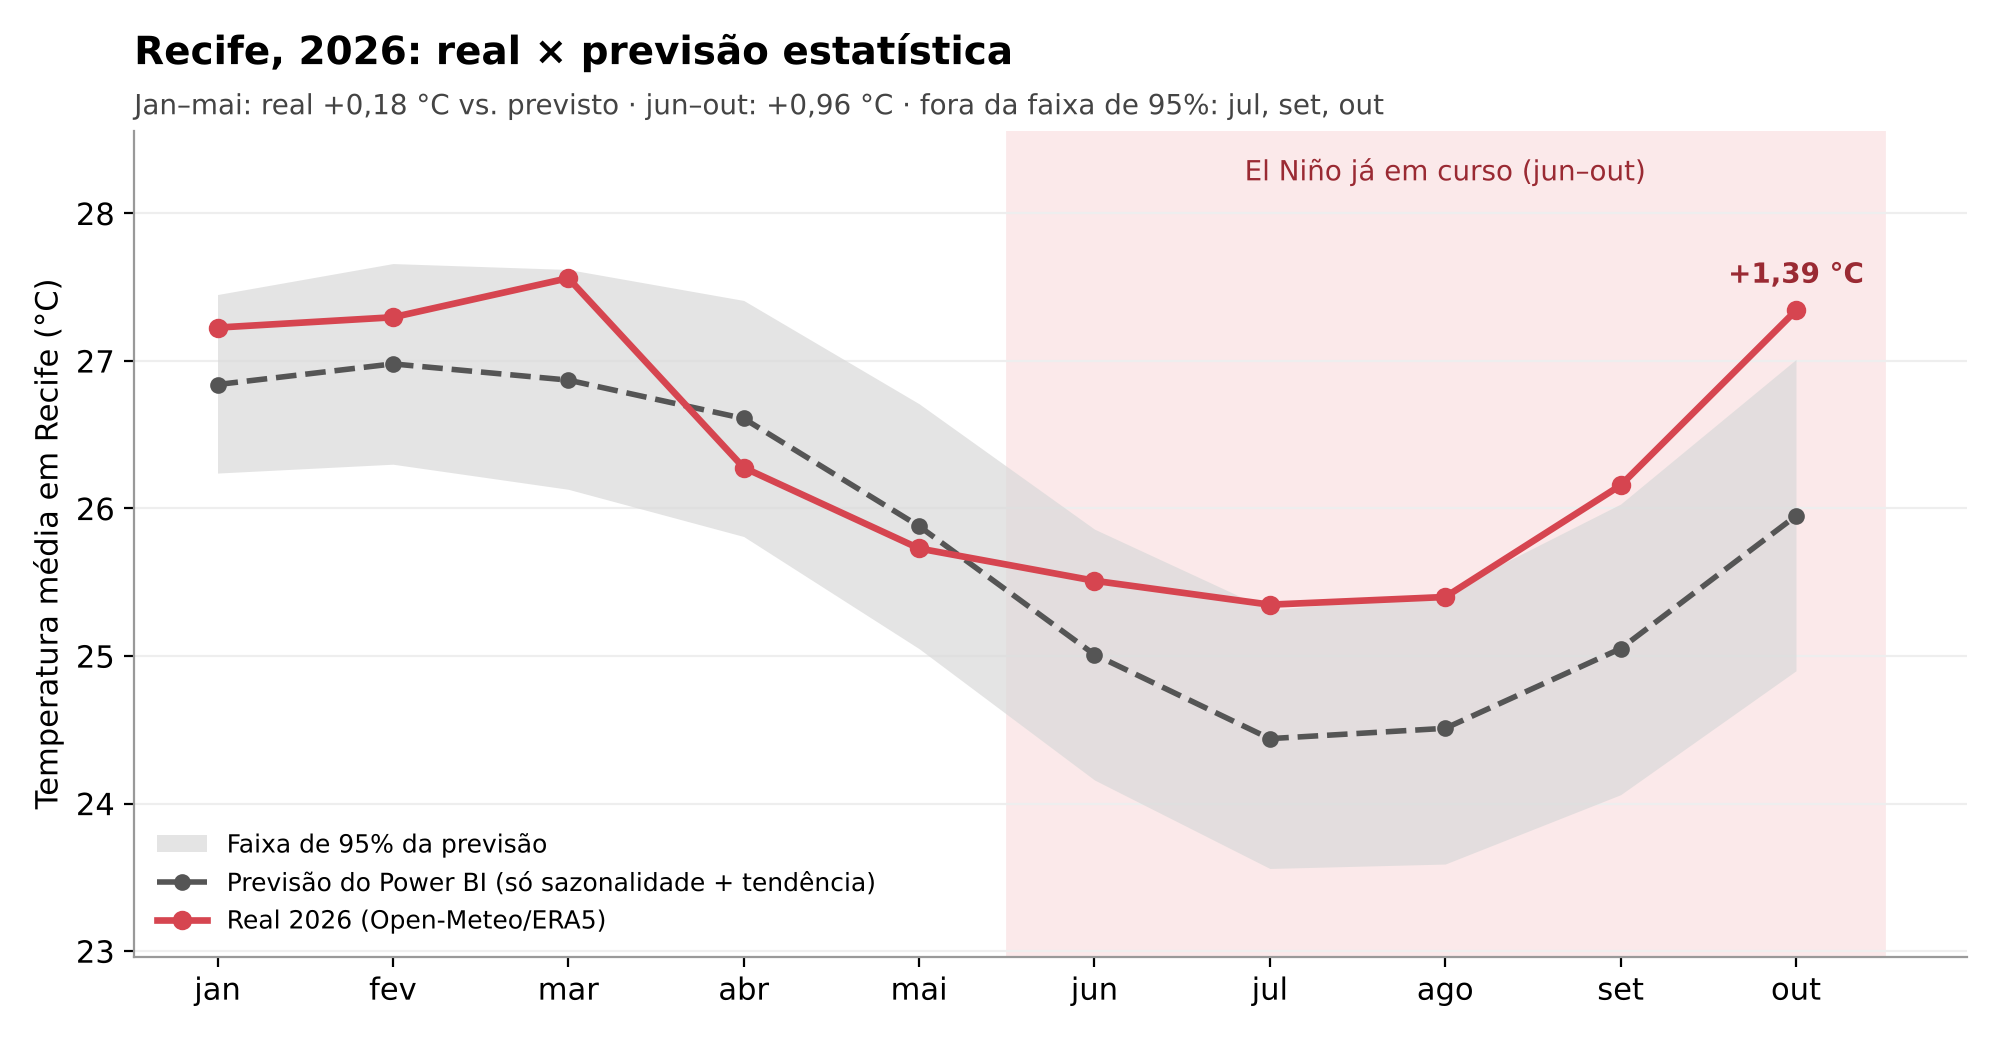 Recife, 2026: real × previsão estatística
Jan–mai: real +0,18 °C vs. previsto · jun–out: +0,96 °C · fora da faixa de 95%: jul, set, out
El Niño já em curso (jun–out)
+1,39 °C
Temperatura média em Recife (°C)
28
27
26
25
24
23
Faixa de 95% da previsão
Previsão do Power BI (só sazonalidade + tendência)
Real 2026 (Open-Meteo/ERA5)
jan fev mar abr mai jun jul ago set out